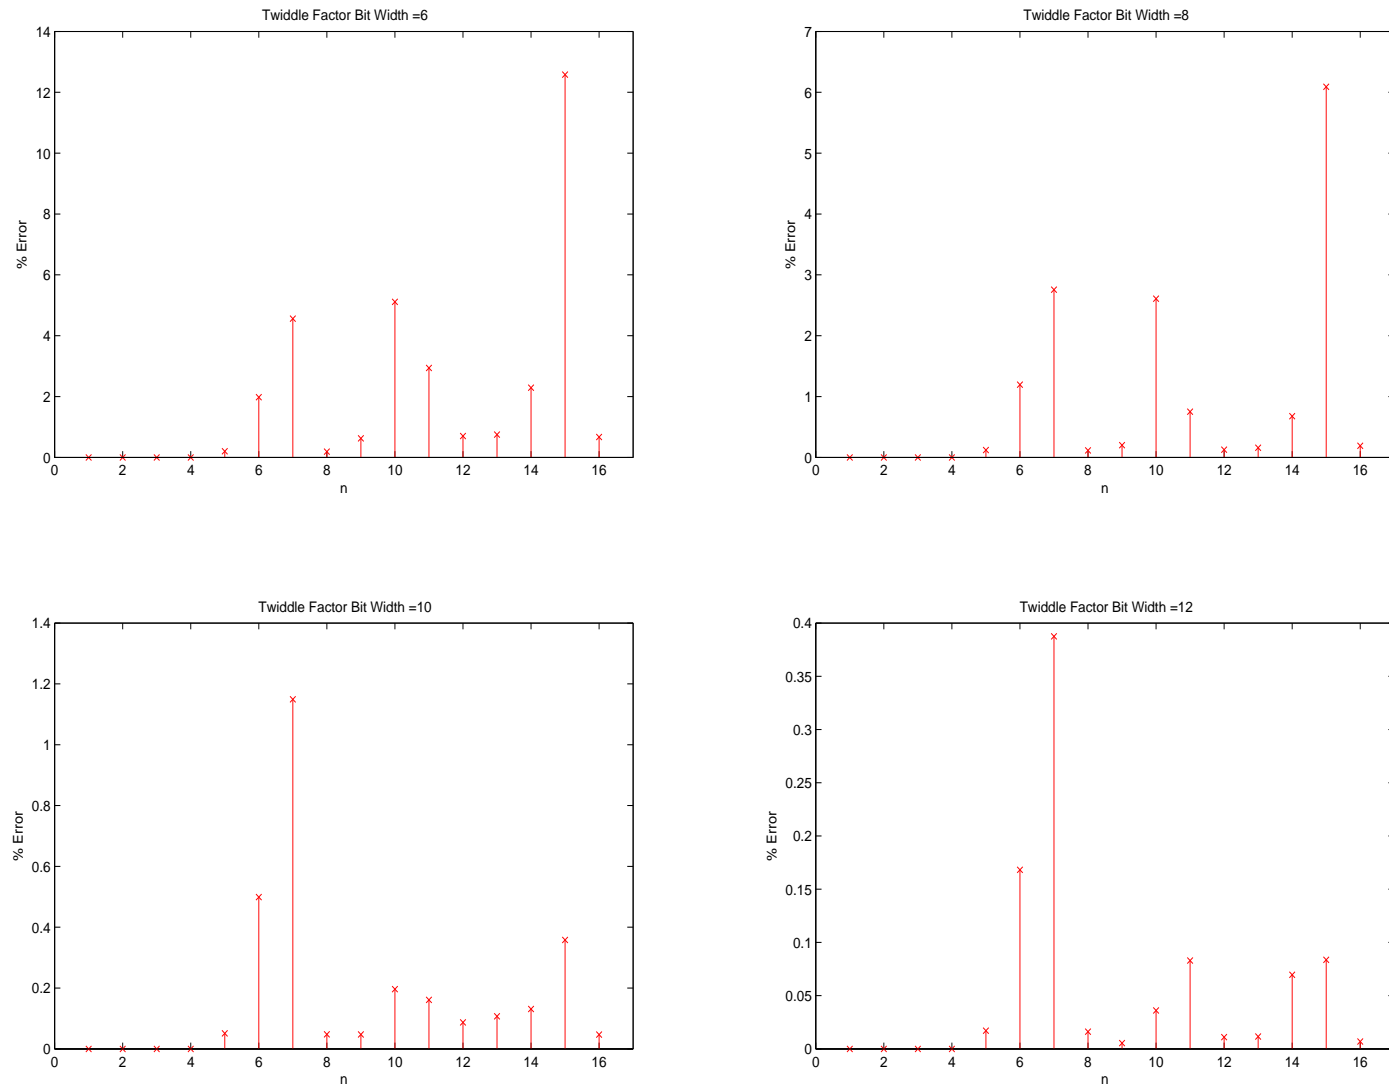 Twiddle Factor Bit Width =6
14
12
10
8
6
4
2
0
% Error
0 2 4 6 8 10 12 14 16
n
Twiddle Factor Bit Width =8
7
6
5
4
3
2
1
0
% Error
0 2 4 6 8 10 12 14 16
n
Twiddle Factor Bit Width =10
1.4
1.2
1
0.8
0.6
0.4
0.2
0
% Error
0 2 4 6 8 10 12 14 16
n
Twiddle Factor Bit Width =12
0.4
0.35
0.3
0.25
0.2
0.15
0.1
0.05
0
% Error
0 2 4 6 8 10 12 14 16
n